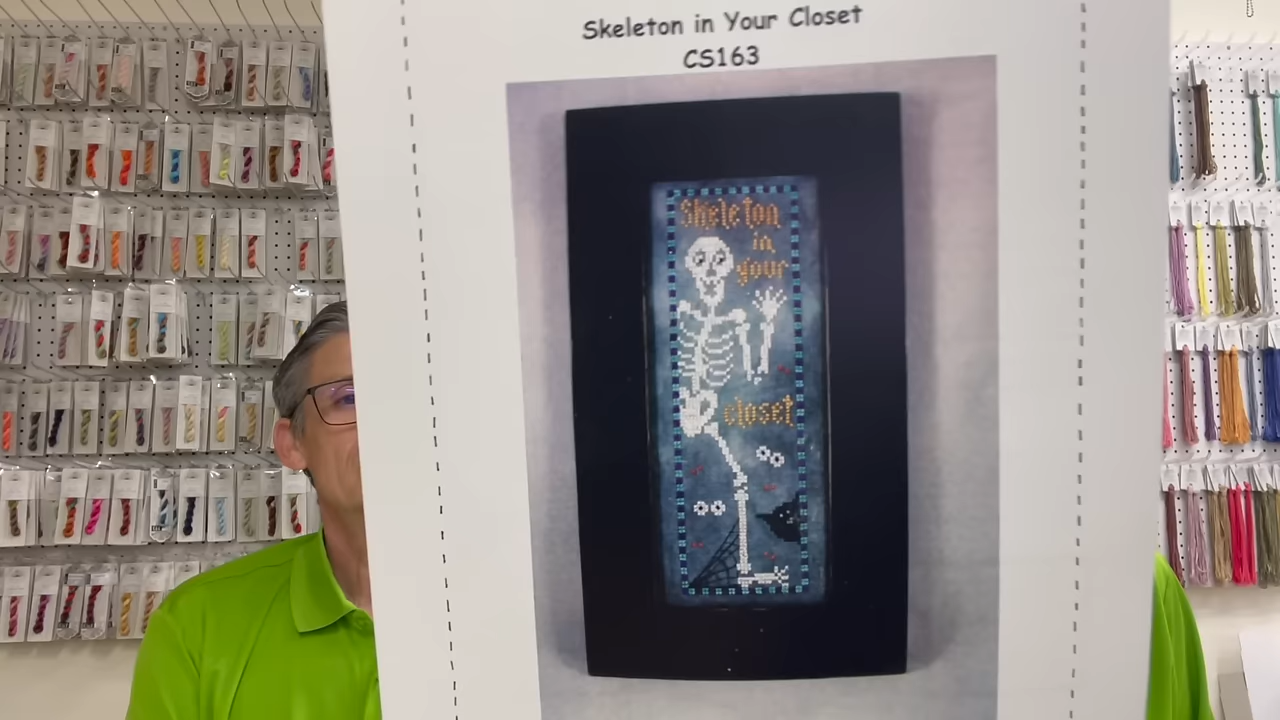 Skeleton in Your Closet
CS163
Skeleton
in
your
closet